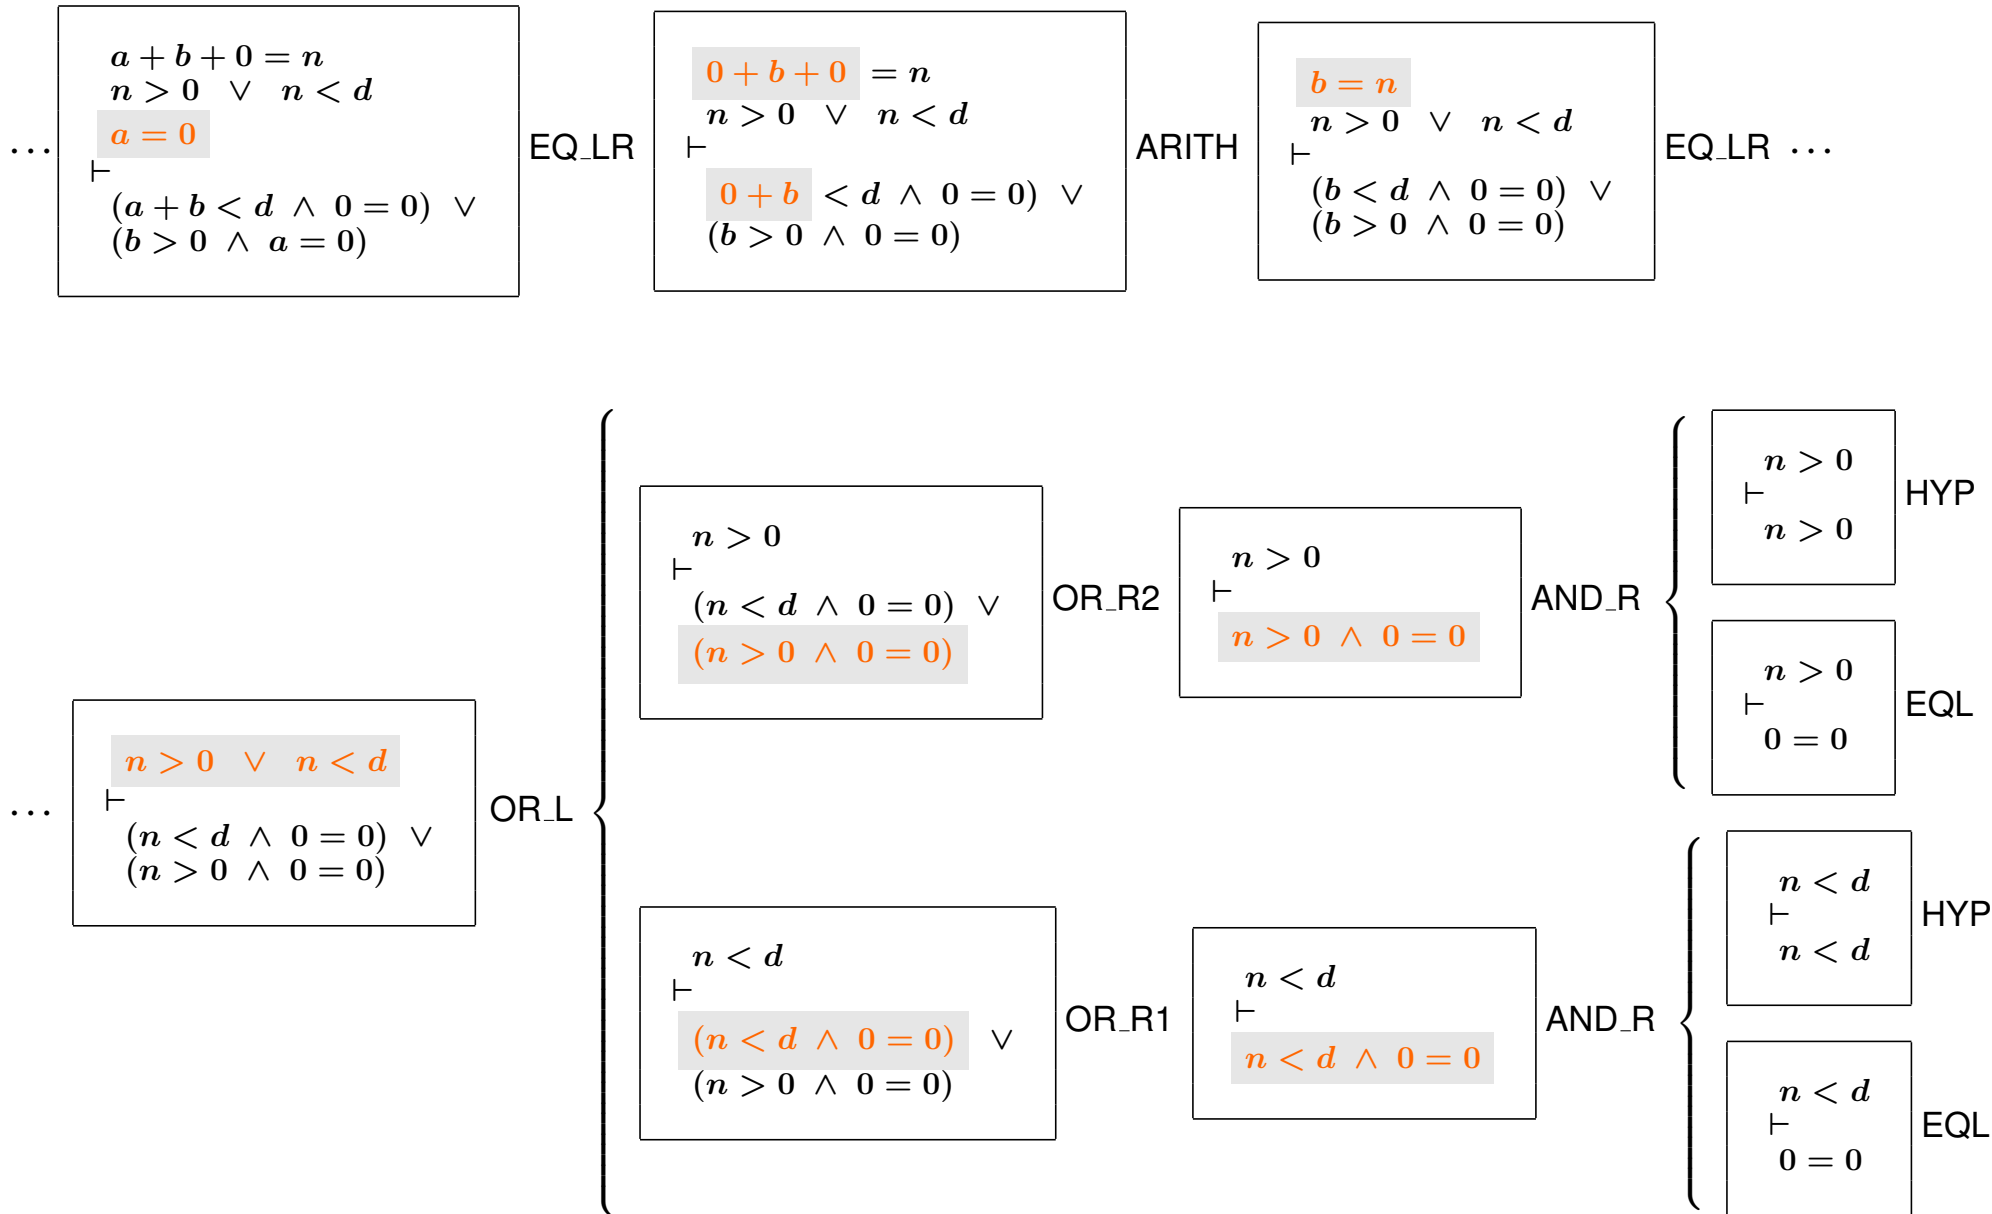 … a + b + 0 = n
n > 0 ∨ n < d
a = 0
⊢
(a + b < d ∧ 0 = 0) ∨
(b > 0 ∧ a = 0)
EQ_LR
0 + b + 0 = n
n > 0 ∨ n < d
⊢
0 + b < d ∧ 0 = 0) ∨
(b > 0 ∧ 0 = 0)
ARITH
b = n
n > 0 ∨ n < d
⊢
(b < d ∧ 0 = 0) ∨
(b > 0 ∧ 0 = 0)
EQ_LR …
… n > 0 ∨ n < d
⊢
(n < d ∧ 0 = 0) ∨
(n > 0 ∧ 0 = 0)
OR_L
n > 0
⊢
(n < d ∧ 0 = 0) ∨
(n > 0 ∧ 0 = 0)
OR_R2
n > 0
⊢
n > 0 ∧ 0 = 0
AND_R
n > 0
⊢
n > 0
HYP
n > 0
⊢
0 = 0
EQL
n < d
⊢
(n < d ∧ 0 = 0) ∨
(n > 0 ∧ 0 = 0)
OR_R1
n < d
⊢
n < d ∧ 0 = 0
AND_R
n < d
⊢
n < d
HYP
n < d
⊢
0 = 0
EQL